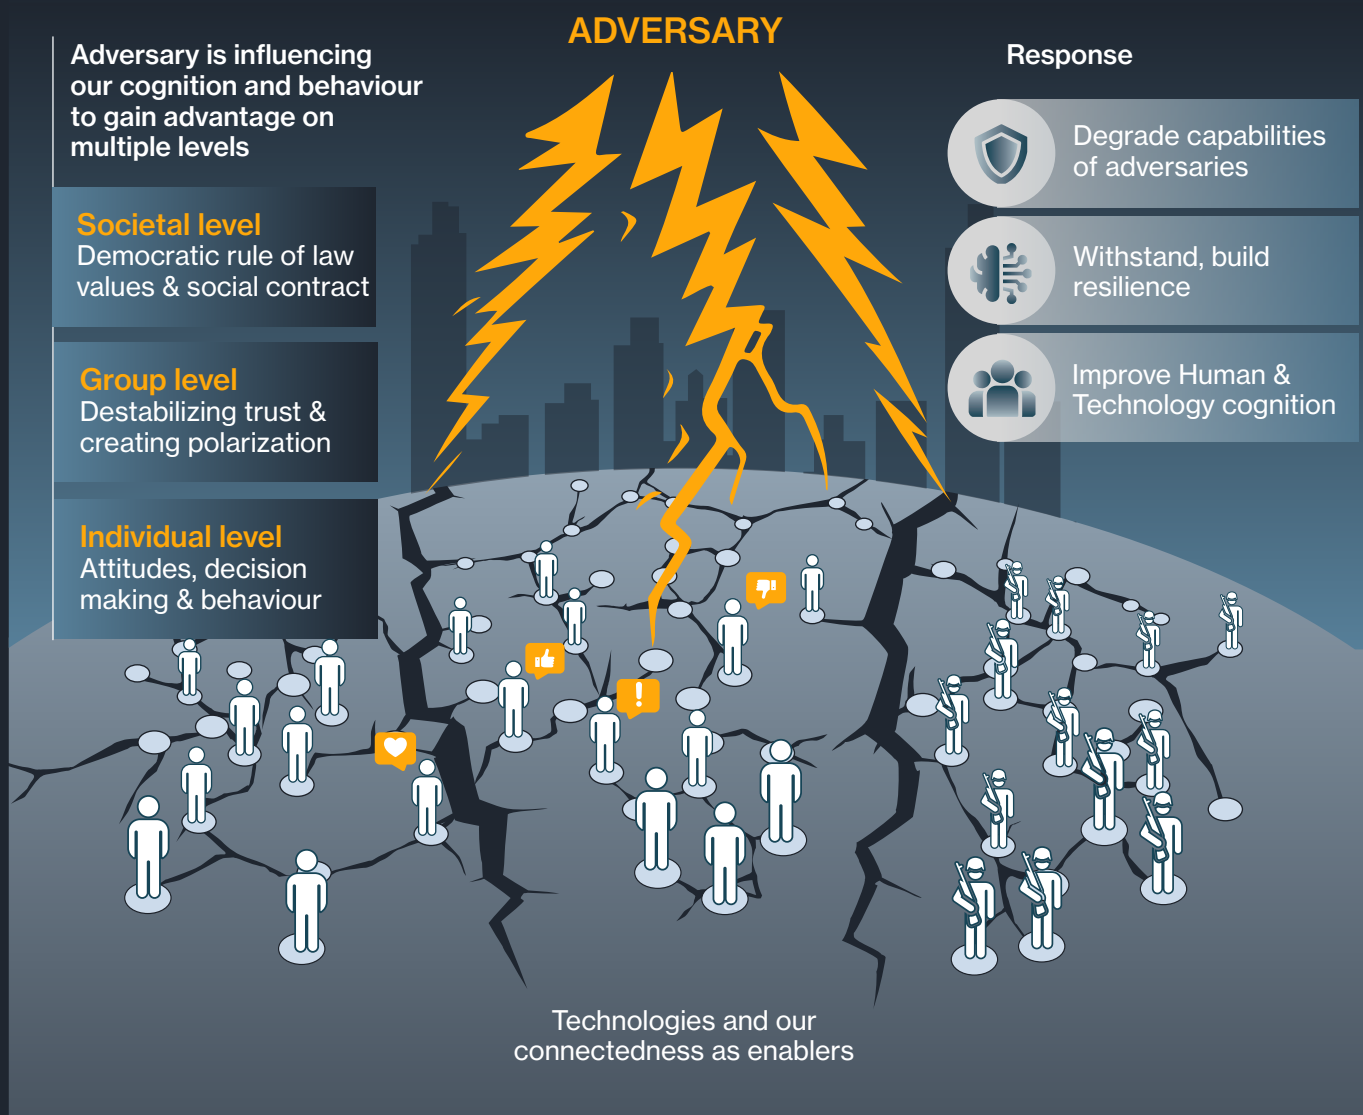 ADVERSARY
Adversary is influencing
our cognition and behaviour
to gain advantage on
multiple levels
Societal level
Democratic rule of law
values & social contract
Group level
Destabilizing trust &
creating polarization
Individual level
Attitudes, decision
making & behaviour
Response
Degrade capabilities
of adversaries
Withstand, build
resilience
Improve Human &
Technology cognition
!
Technologies and our
connectedness as enablers